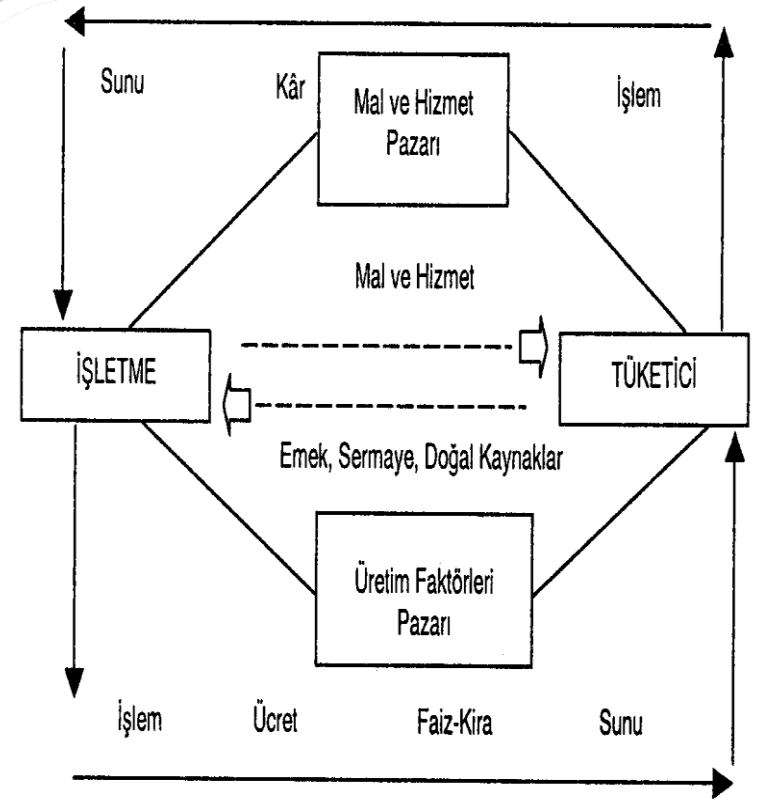 Sunu
Kâr
Mal ve Hizmet
Pazarı
İşlem
Mal ve Hizmet
İŞLETME
TÜKETİCİ
Emek, Sermaye, Doğal Kaynaklar
Üretim Faktörleri
Pazarı
İşlem
Ücret
Faiz-Kira
Sunu